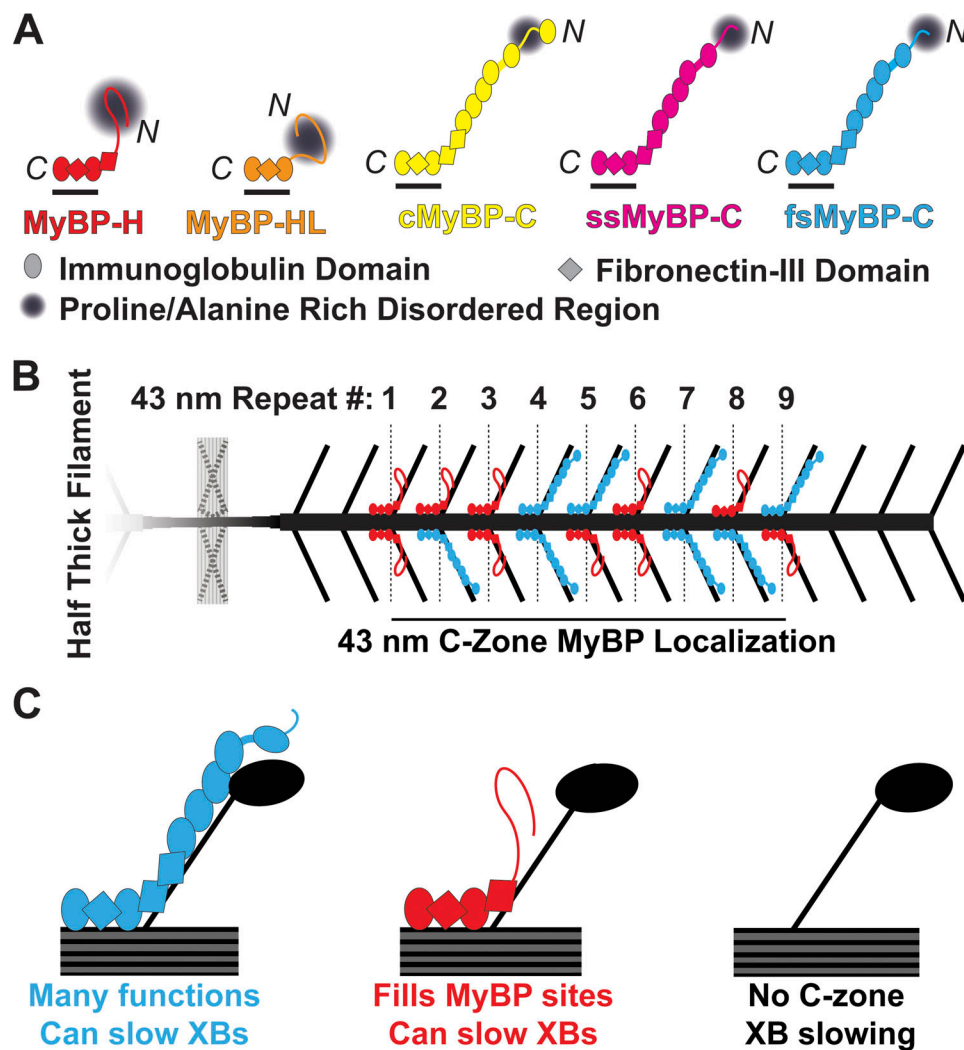 A
N
N
N
N
N
C
C
C
C
C
MyBP-H
MyBP-HL
cMyBP-C
ssMyBP-C
fsMyBP-C
Immunoglobulin Domain
Fibronectin-III Domain
Proline/Alanine Rich Disordered Region
B
43 nm Repeat #: 1 2 3 4 5 6 7 8 9
Half Thick Filament
43 nm C-Zone MyBP Localization
C
Many functions
Can slow XBs
Fills MyBP sites
Can slow XBs
No C-zone
XB slowing